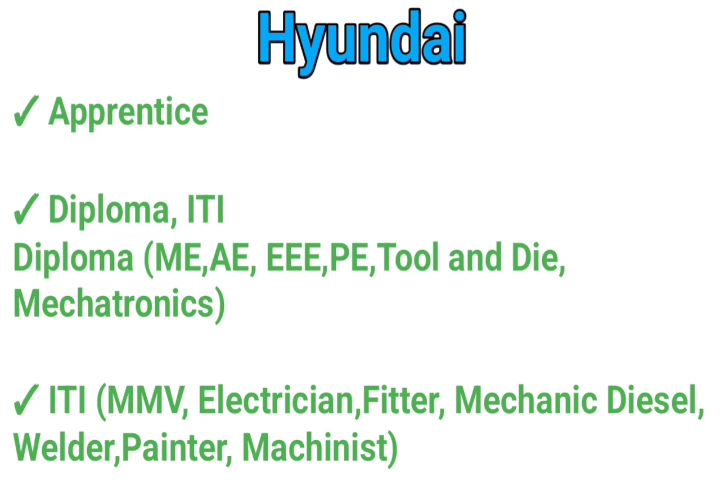 Hyundai
✓ Apprentice
✓ Diploma, ITI
Diploma (ME,AE, EEE,PE,Tool and Die,
Mechatronics)
✓ ITI (MMV, Electrician,Fitter, Mechanic Diesel,
Welder,Painter, Machinist)